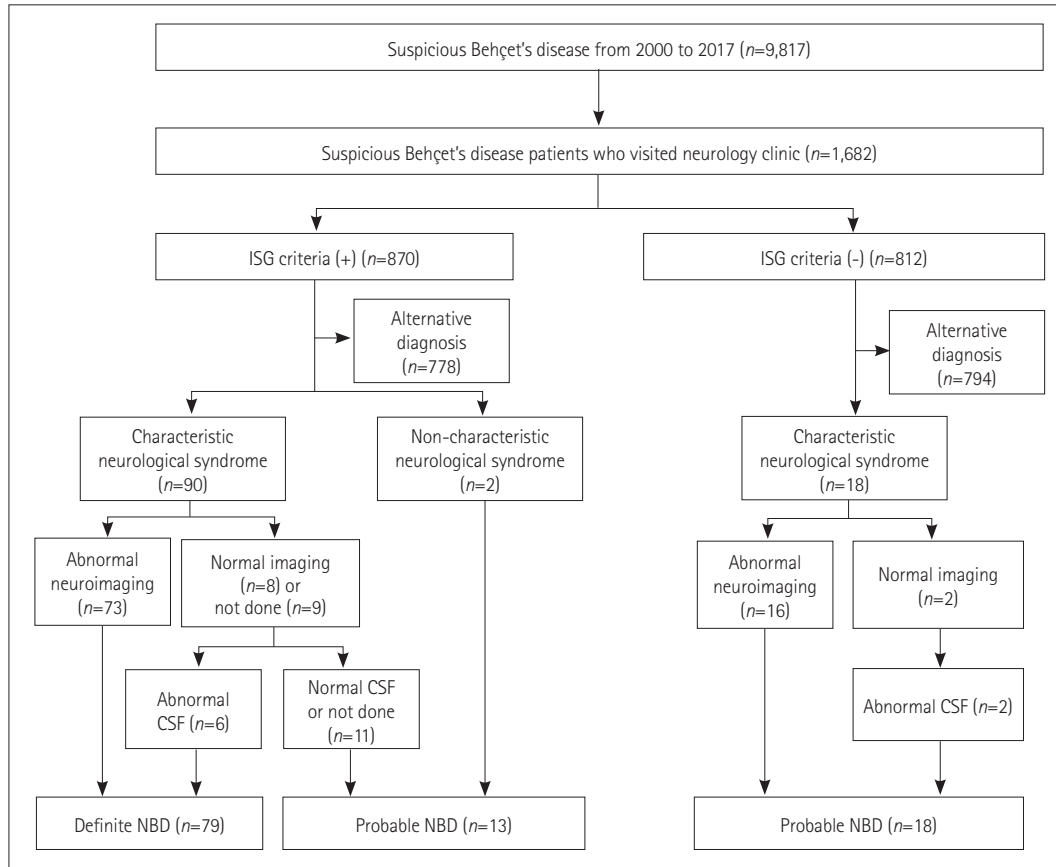 Suspicious Behçet's disease from 2000 to 2017 (n=9,817)
Suspicious Behçet's disease patients who visited neurology clinic (n=1,682)
ISG criteria (+) (n=870)
ISG criteria (-) (n=812)
Alternative
diagnosis
(n=778)
Alternative
diagnosis
(n=794)
Characteristic
neurological syndrome
(n=90)
Non-characteristic
neurological syndrome
(n=2)
Characteristic
neurological syndrome
(n=18)
Abnormal
neuroimaging
(n=73)
Normal imaging
(n=8) or
not done (n=9)
Abnormal
neuroimaging
(n=16)
Normal imaging
(n=2)
Abnormal
CSF (n=6)
Normal CSF
or not done
(n=11)
Abnormal CSF (n=2)
Definite NBD (n=79)
Probable NBD (n=13)
Probable NBD (n=18)